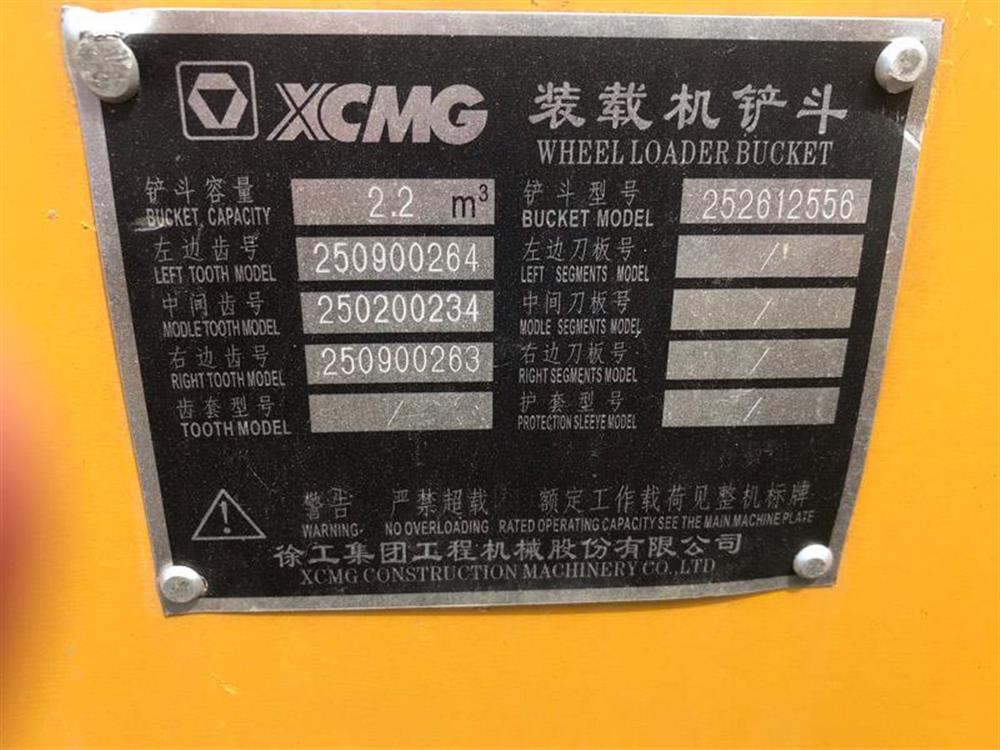 XCMG 装载机铲斗
WHEEL LOADER BUCKET
铲斗容量 2.2 m³ 铲斗型号 252612556
BUCKET CAPACITY BUCKET MODEL
左边齿号 250900264 左边刀板号 /
LEFT TOOTH MODEL LEFT SEGMENTS MODEL
中间齿号 250200234 中间刀板号 /
MODLE TOOTH MODEL MODLE SEGMENTS MODEL
右边齿号 250900263 右边刀板号 /
RIGHT TOOTH MODEL RIGHT SEGMENTS MODEL
齿套型号 / 护套型号 /
TOOTH MODEL PROTECTION SLEEYE MODEL
警告: 严禁超载 额定工作载荷见整机标牌
WARNING: NO OVERLOADING RATED OPERATING CAPACITY SEE THE MAIN MACHINE PLATE
徐工集团工程机械股份有限公司
XCMG CONSTRUCTION MACHINERY CO.,LTD